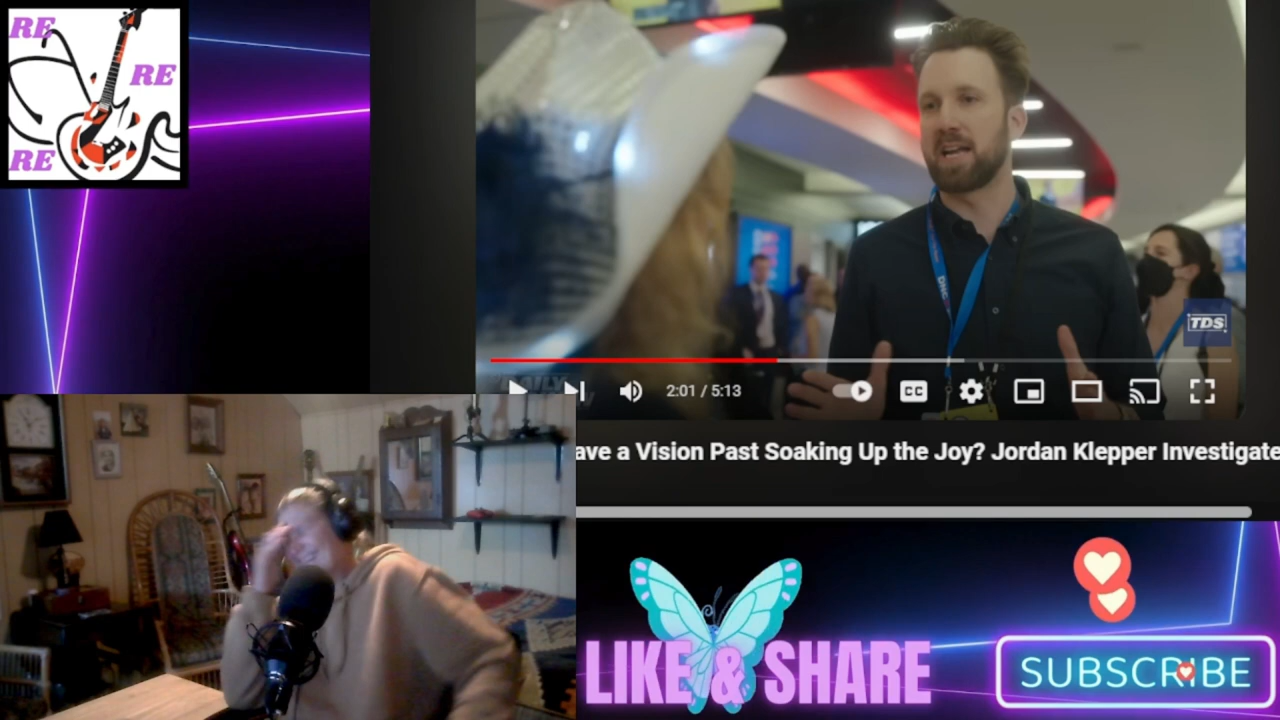 RE
RE
RE
TDS
2:01 / 5:13
CC
ave a Vision Past Soaking Up the Joy? Jordan Klepper Investigate
LIKE & SHARE
SUBSCRIBE